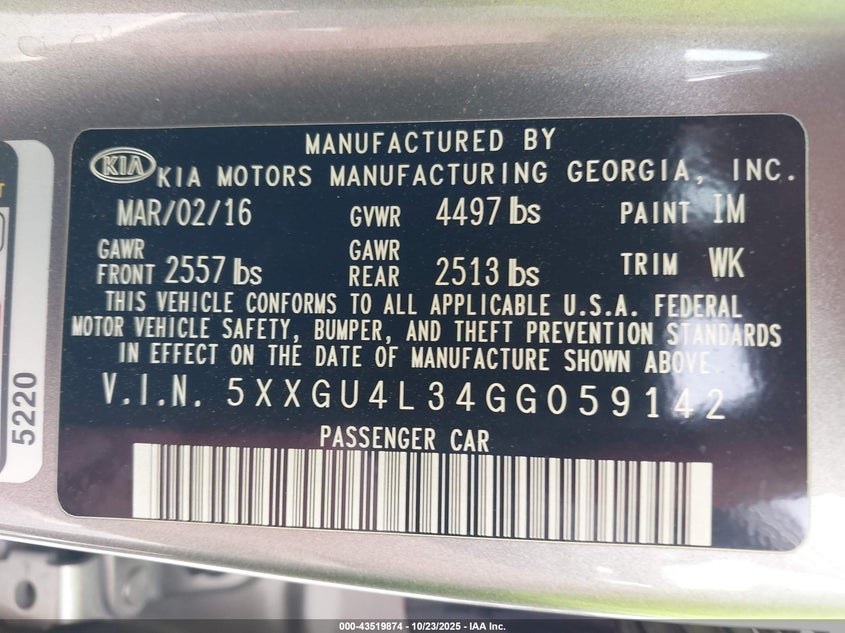 MANUFACTURED BY
KIA KIA MOTORS MANUFACTURING GEORGIA, INC.
MAR/02/16 GVWR 4497 lbs PAINT IM
GAWR FRONT 2557 lbs GAWR REAR 2513 lbs TRIM WK
THIS VEHICLE CONFORMS TO ALL APPLICABLE U.S.A. FEDERAL
MOTOR VEHICLE SAFETY, BUMPER, AND THEFT PREVENTION STANDARDS
IN EFFECT ON THE DATE OF MANUFACTURE SHOWN ABOVE.
V.I.N. 5XXGU4L34GG059142
PASSENGER CAR
5220
000-43519874 | 10/23/2025 - IAA Inc.